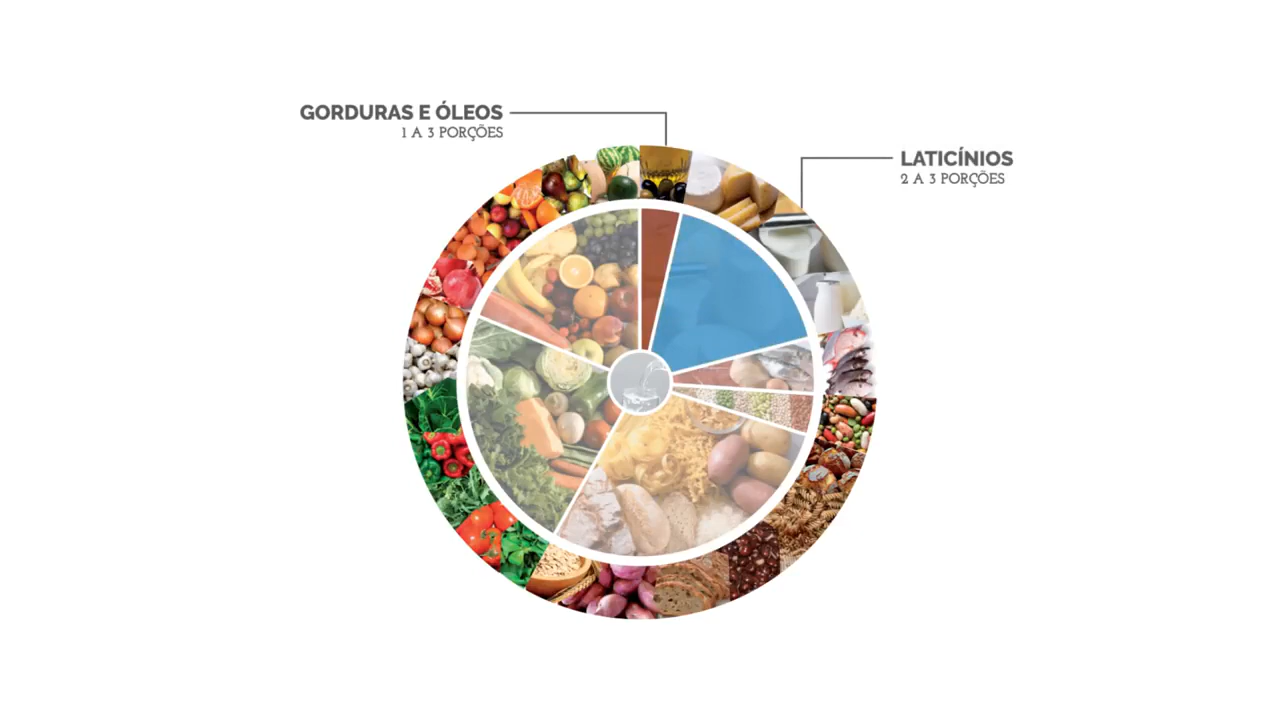 GORDURAS E ÓLEOS
1 A 3 PORÇÕES
LATICÍNIOS
2 A 3 PORÇÕES